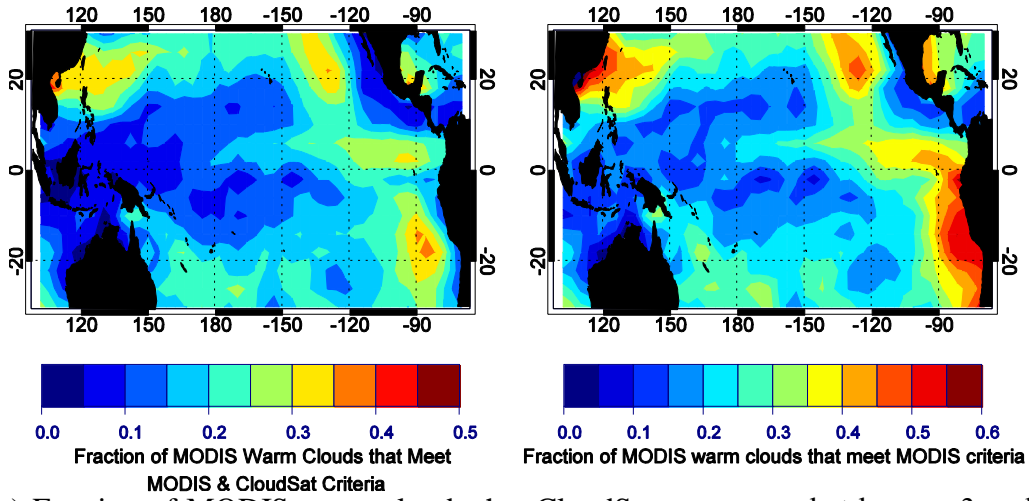 120 150 180 -150 -120 -90
120 150 180 -150 -120 -90
20 20
20 20
0 0
0 0
-20 -20
-20 -20
120 150 180 -150 -120 -90
120 150 180 -150 -120 -90
0.0 0.1 0.2 0.3 0.4 0.5
Fraction of MODIS Warm Clouds that Meet
MODIS & CloudSat Criteria
0.0 0.1 0.2 0.3 0.4 0.5 0.6
Fraction of MODIS warm clouds that meet MODIS criteria